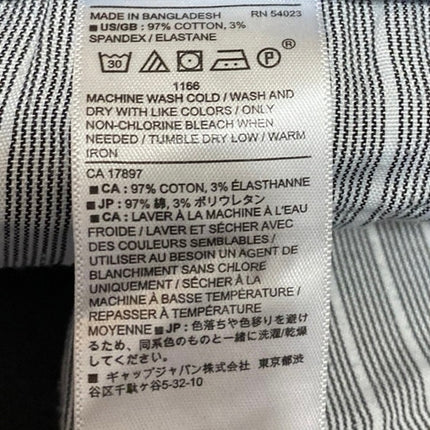 MADE IN BANGLADESH RN 54023
■ US/GB : 97% COTTON, 3%
SPANDEX / ELASTANE
30 P ®
1166
MACHINE WASH COLD / WASH AND
DRY WITH LIKE COLORS / ONLY
NON-CHLORINE BLEACH WHEN
NEEDED / TUMBLE DRY LOW / WARM
IRON
CA 17897
■ CA : 97% COTON, 3% ÉLASTHANNE
■ JP : 97% 綿, 3% ポリウレタン
■ CA : LAVER À LA MACHINE À L'EAU
FROIDE / LAVER ET SÉCHER AVEC
DES COULEURS SEMBLABLES /
UTILISER AU BESOIN UN AGENT DE
BLANCHIMENT SANS CHLORE
UNIQUEMENT / SÉCHER À LA
MACHINE À BASSE TEMPÉRATURE /
REPASSER À TEMPÉRATURE
MOYENNE ■ JP : 色落ちや色移りを避け
るため、同系色のものと一緒に洗濯/乾燥
してください。
■ ギャップジャパン株式会社 東京都渋
谷区千駄ヶ谷5-32-10